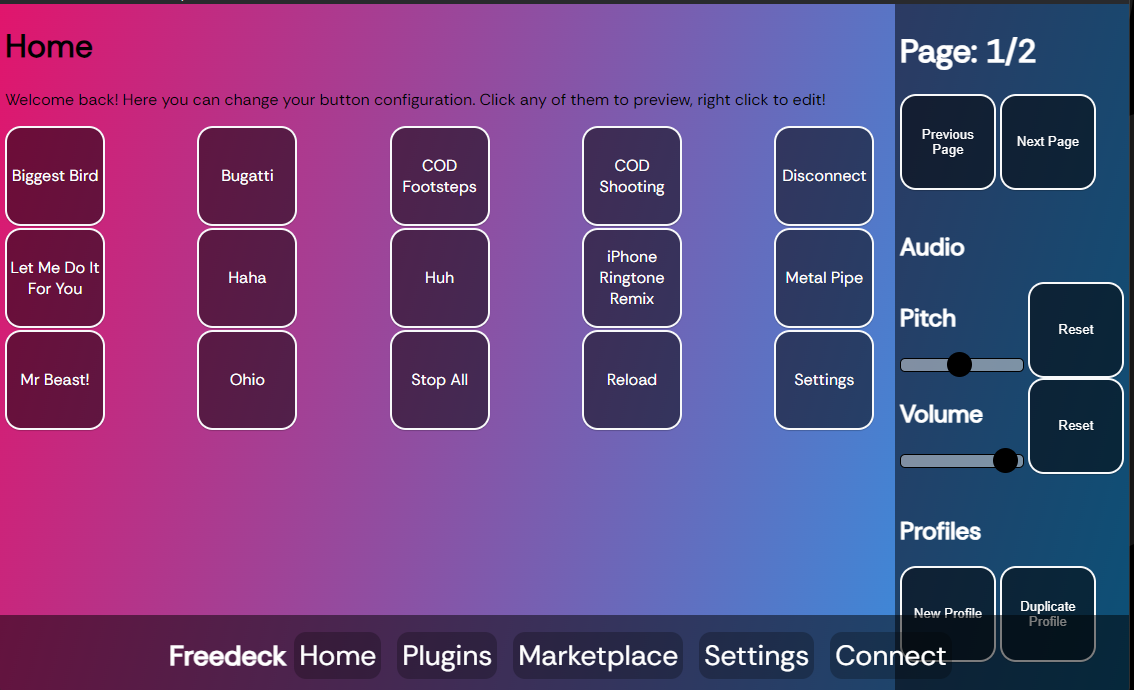 Home
Welcome back! Here you can change your button configuration. Click any of them to preview, right click to edit!
Biggest Bird
Bugatti
COD
Footsteps
COD
Shooting
Disconnect
Let Me Do It
For You
Haha
Huh
iPhone
Ringtone
Remix
Metal Pipe
Mr Beast!
Ohio
Stop All
Reload
Settings
Page: 1/2
Previous
Page
Next Page
Audio
Pitch
Reset
Volume
Reset
Profiles
New Profile
Duplicate
Profile
Freedeck Home Plugins Marketplace Settings Connect